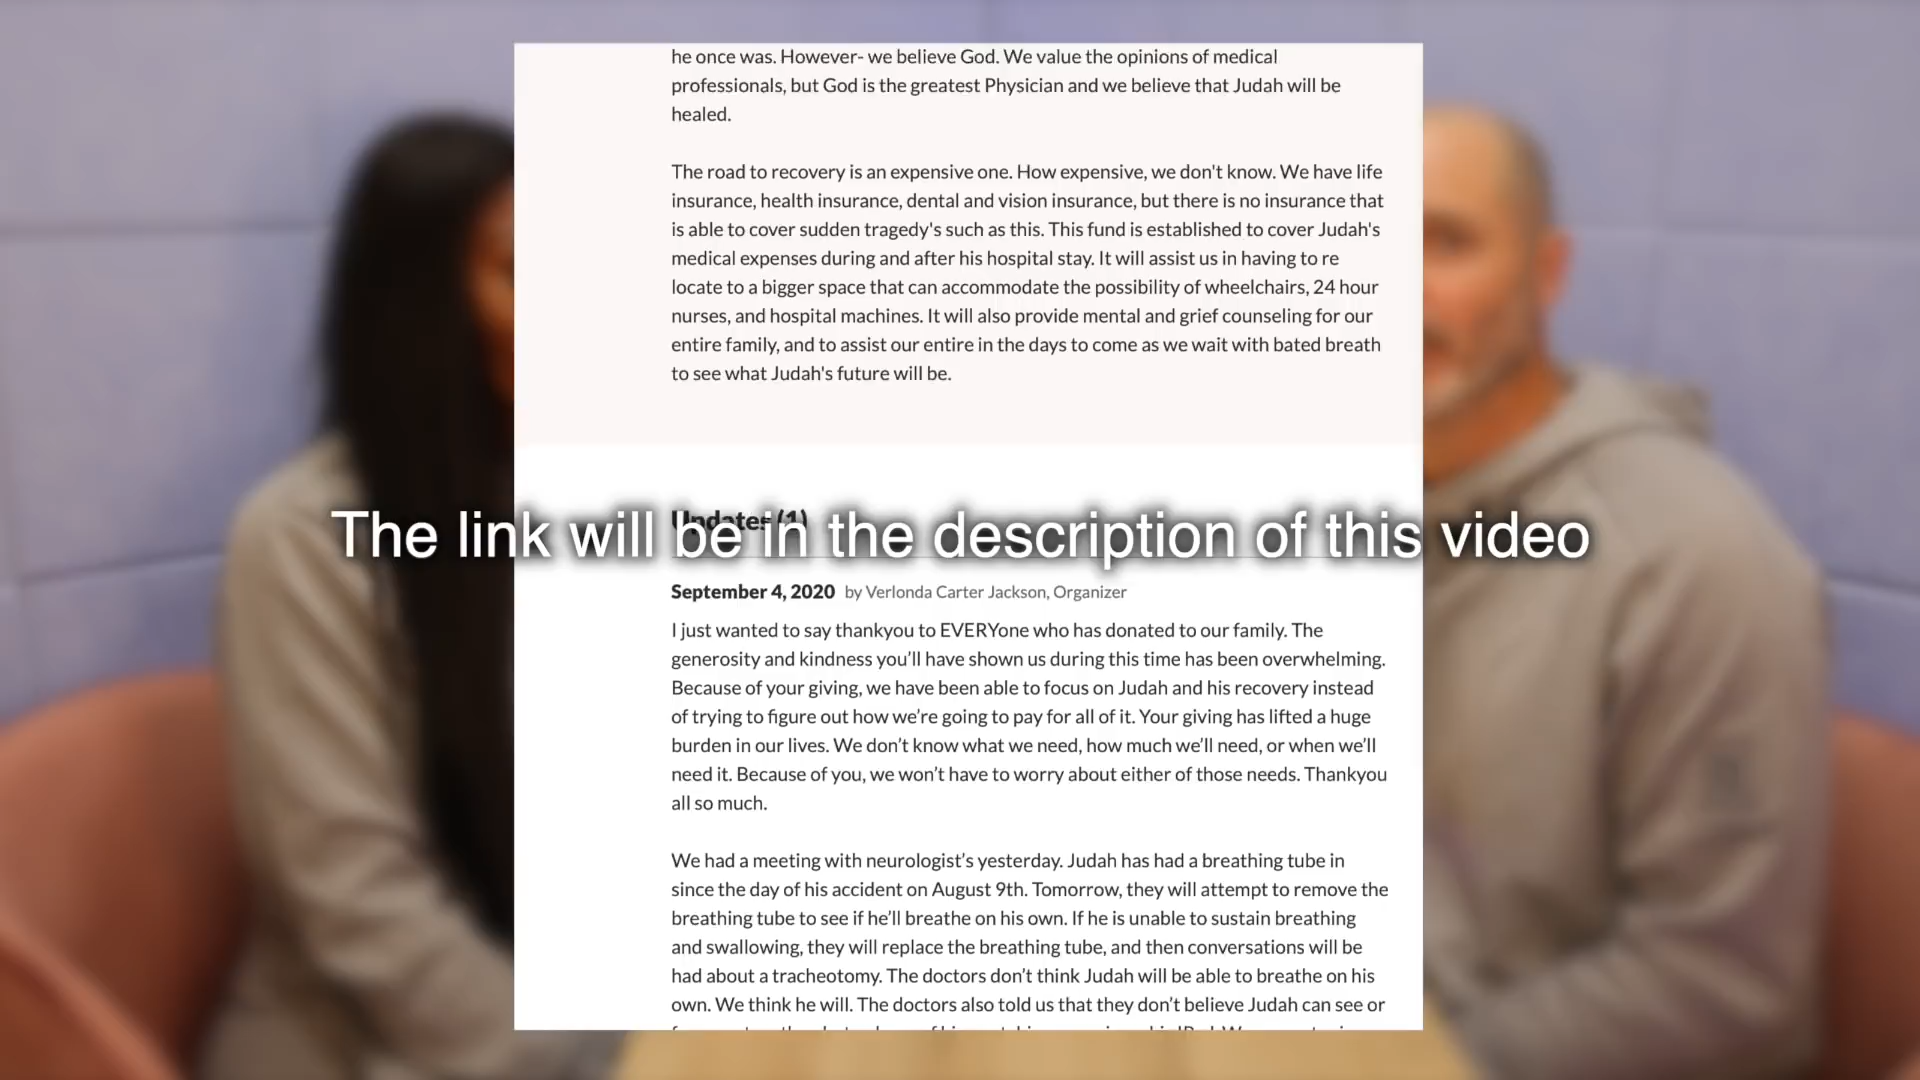 he once was. However- we believe God. We value the opinions of medical
professionals, but God is the greatest Physician and we believe that Judah will be
healed.
The road to recovery is an expensive one. How expensive, we don't know. We have life
insurance, health insurance, dental and vision insurance, but there is no insurance that
is able to cover sudden tragedy's such as this. This fund is established to cover Judah's
medical expenses during and after his hospital stay. It will assist us in having to re
locate to a bigger space that can accommodate the possibility of wheelchairs, 24 hour
nurses, and hospital machines. It will also provide mental and grief counseling for our
entire family, and to assist our entire in the days to come as we wait with bated breath
to see what Judah's future will be.
Updates (1)
The link will be in the description of this video
September 4, 2020 by Verlonda Carter Jackson, Organizer
I just wanted to say thankyou to EVERYone who has donated to our family. The
generosity and kindness you’ll have shown us during this time has been overwhelming.
Because of your giving, we have been able to focus on Judah and his recovery instead
of trying to figure out how we’re going to pay for all of it. Your giving has lifted a huge
burden in our lives. We don’t know what we need, how much we’ll need, or when we’ll
need it. Because of you, we won’t have to worry about either of those needs. Thankyou
all so much.
We had a meeting with neurologist’s yesterday. Judah has had a breathing tube in
since the day of his accident on August 9th. Tomorrow, they will attempt to remove the
breathing tube to see if he’ll breathe on his own. If he is unable to sustain breathing
and swallowing, they will replace the breathing tube, and then conversations will be
had about a tracheotomy. The doctors don’t think Judah will be able to breathe on his
own. We think he will. The doctors also told us that they don’t believe Judah can see or